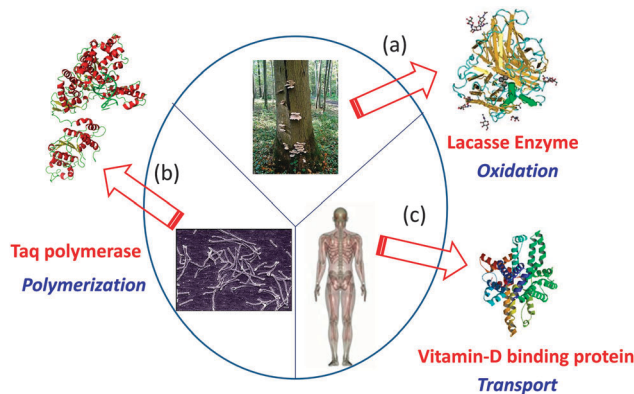 (a)
Lacasse Enzyme
Oxidation
(b)
Taq polymerase
Polymerization
(c)
Vitamin-D binding protein
Transport